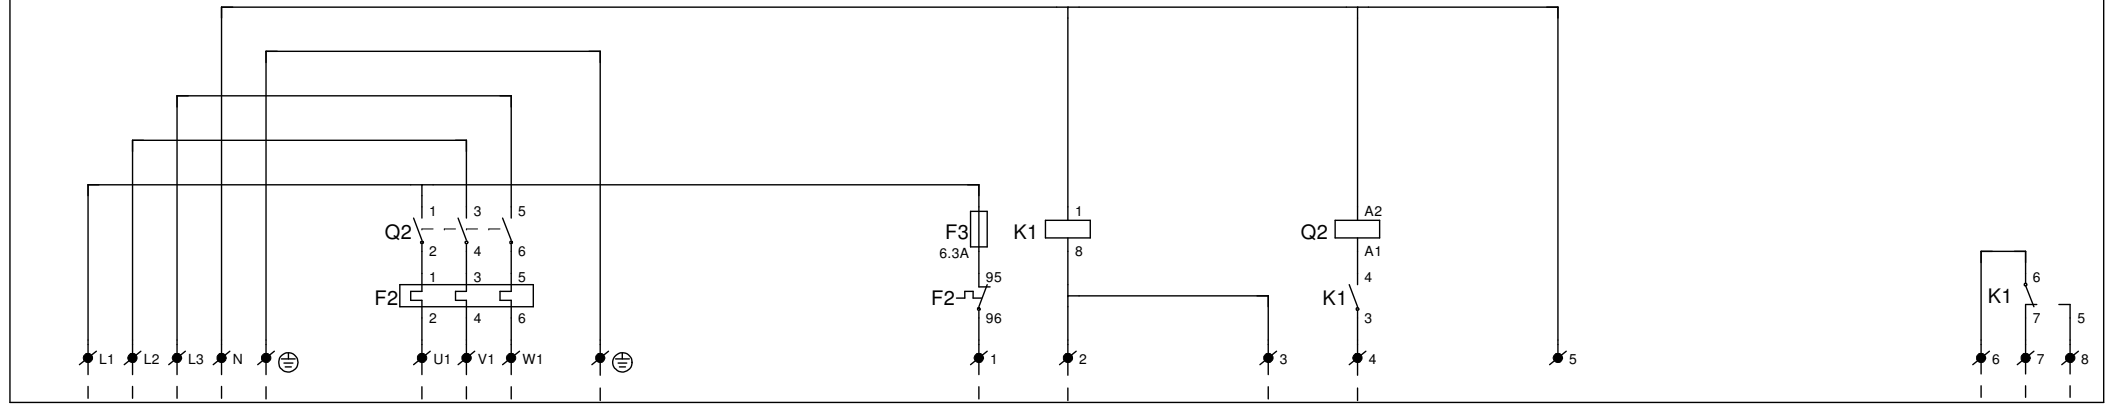 1 3 5 A2
Q2 F3 K1 1 Q2
2 4 6 6.3A 8 A1
1 3 5 95 4 6
F2 F2 K1 K1
2 4 6 96 3 7 5
L1 L2 L3 N U1 V1 W1 1 2 3 4 5 6 7 8